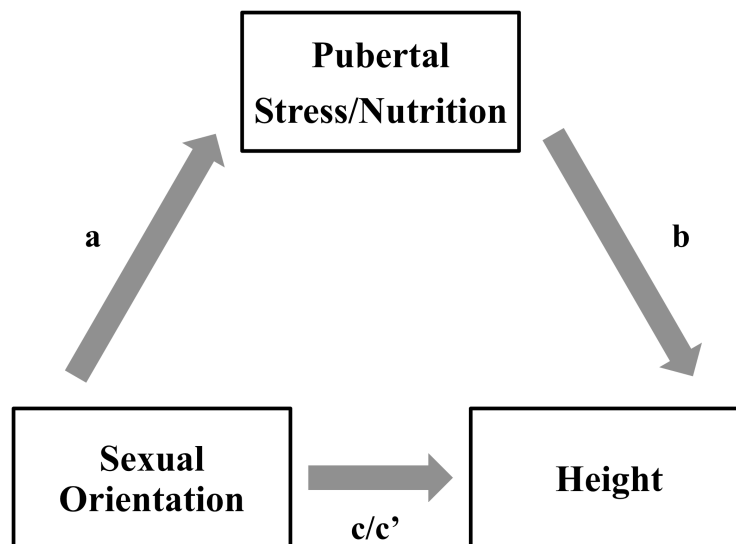 Pubertal
Stress/Nutrition
a
b
Sexual
Orientation
Height
c/c’